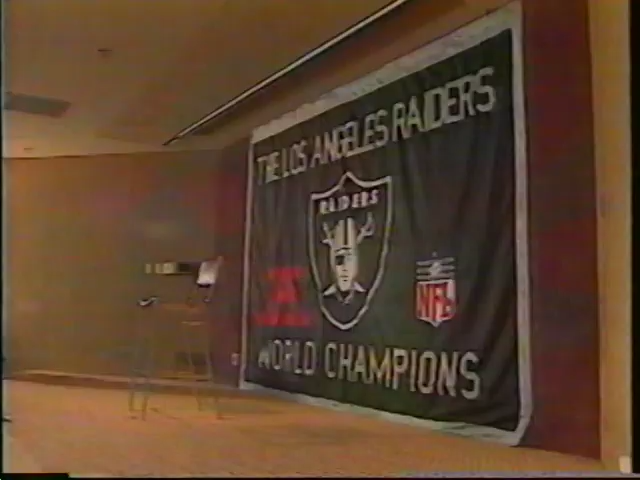 THE LOS ANGELES RAIDERS
RAIDERS
NFL
WORLD CHAMPIONS